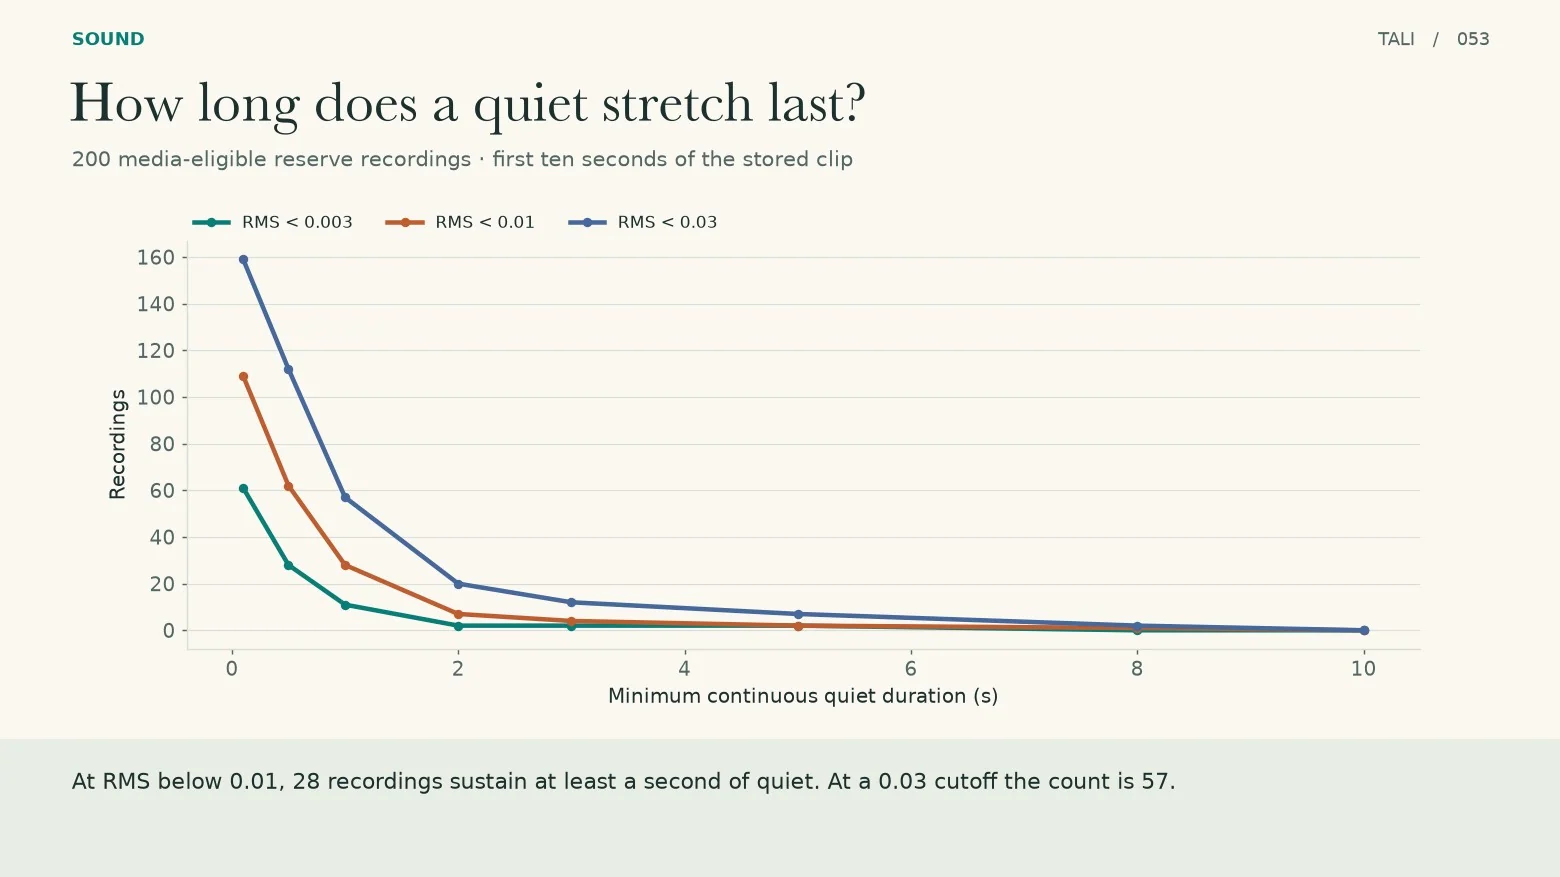 SOUND
TALI / 053
How long does a quiet stretch last?
200 media-eligible reserve recordings · first ten seconds of the stored clip
RMS < 0.003
RMS < 0.01
RMS < 0.03
Recordings
160
140
120
100
80
60
40
20
0
0 2 4 6 8 10
Minimum continuous quiet duration (s)
At RMS below 0.01, 28 recordings sustain at least a second of quiet. At a 0.03 cutoff the count is 57.